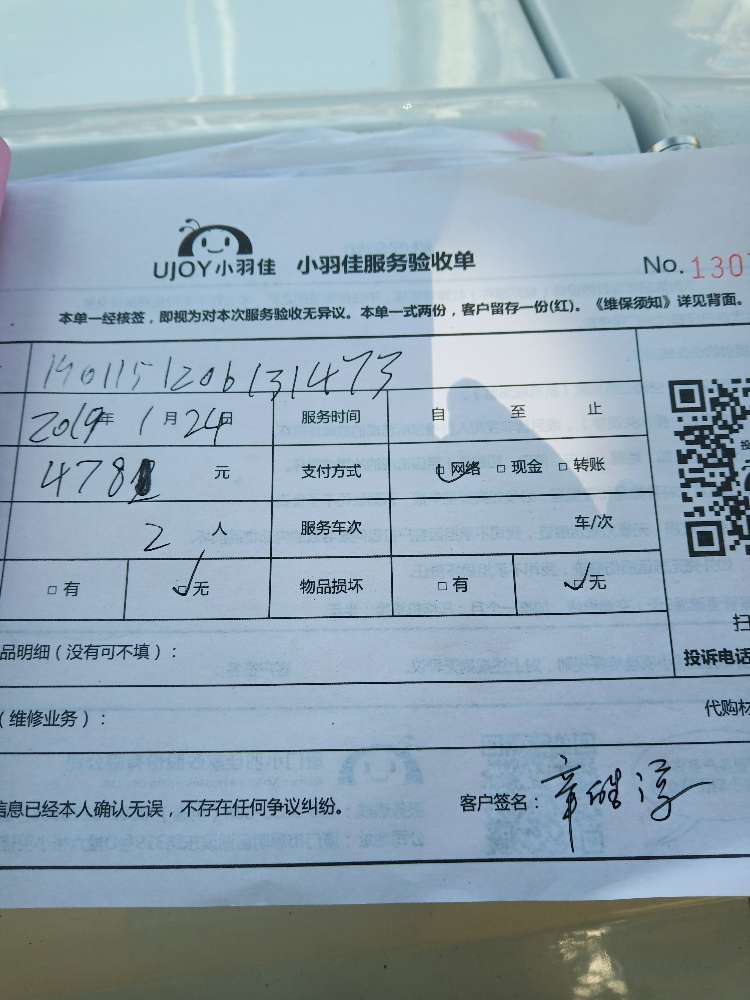 UJOY小羽佳 小羽佳服务验收单
No. 130
本单一经核签，即视为对本次服务验收无异议。本单一式两份，客户留存一份(红)。《维保须知》详见背面。
1901151206131473
2019年 1月24日 服务时间 自 至 止
478 元 支付方式 □网络 □现金 □转账
2 人 服务车次 车/次
□有 □无 物品损坏 □有 □无
扫
品明细（没有可不填）： 投诉电话
（维修业务）： 代购材
信息已经本人确认无误，不存在任何争议纠纷。 客户签名：